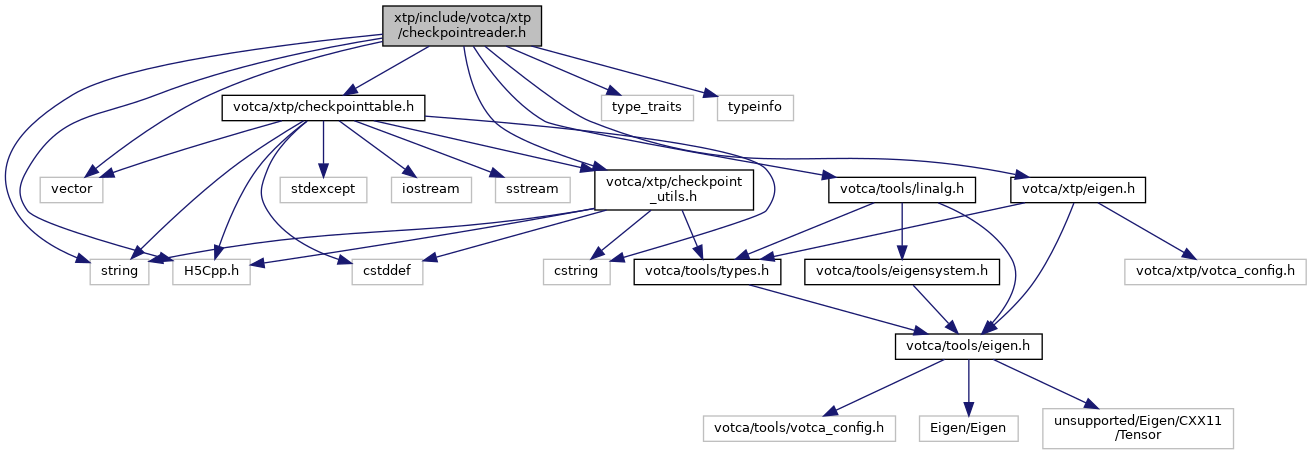 xtp/include/votca/xtp
/checkpointreader.h
votca/xtp/checkpointtable.h
type_traits
typeinfo
vector
stdexcept
iostream
sstream
votca/xtp/checkpoint
_utils.h
votca/tools/linalg.h
votca/xtp/eigen.h
string
H5Cpp.h
cstddef
cstring
votca/tools/types.h
votca/tools/eigensystem.h
votca/xtp/votca_config.h
votca/tools/eigen.h
votca/tools/votca_config.h
Eigen/Eigen
unsupported/Eigen/CXX11
/Tensor